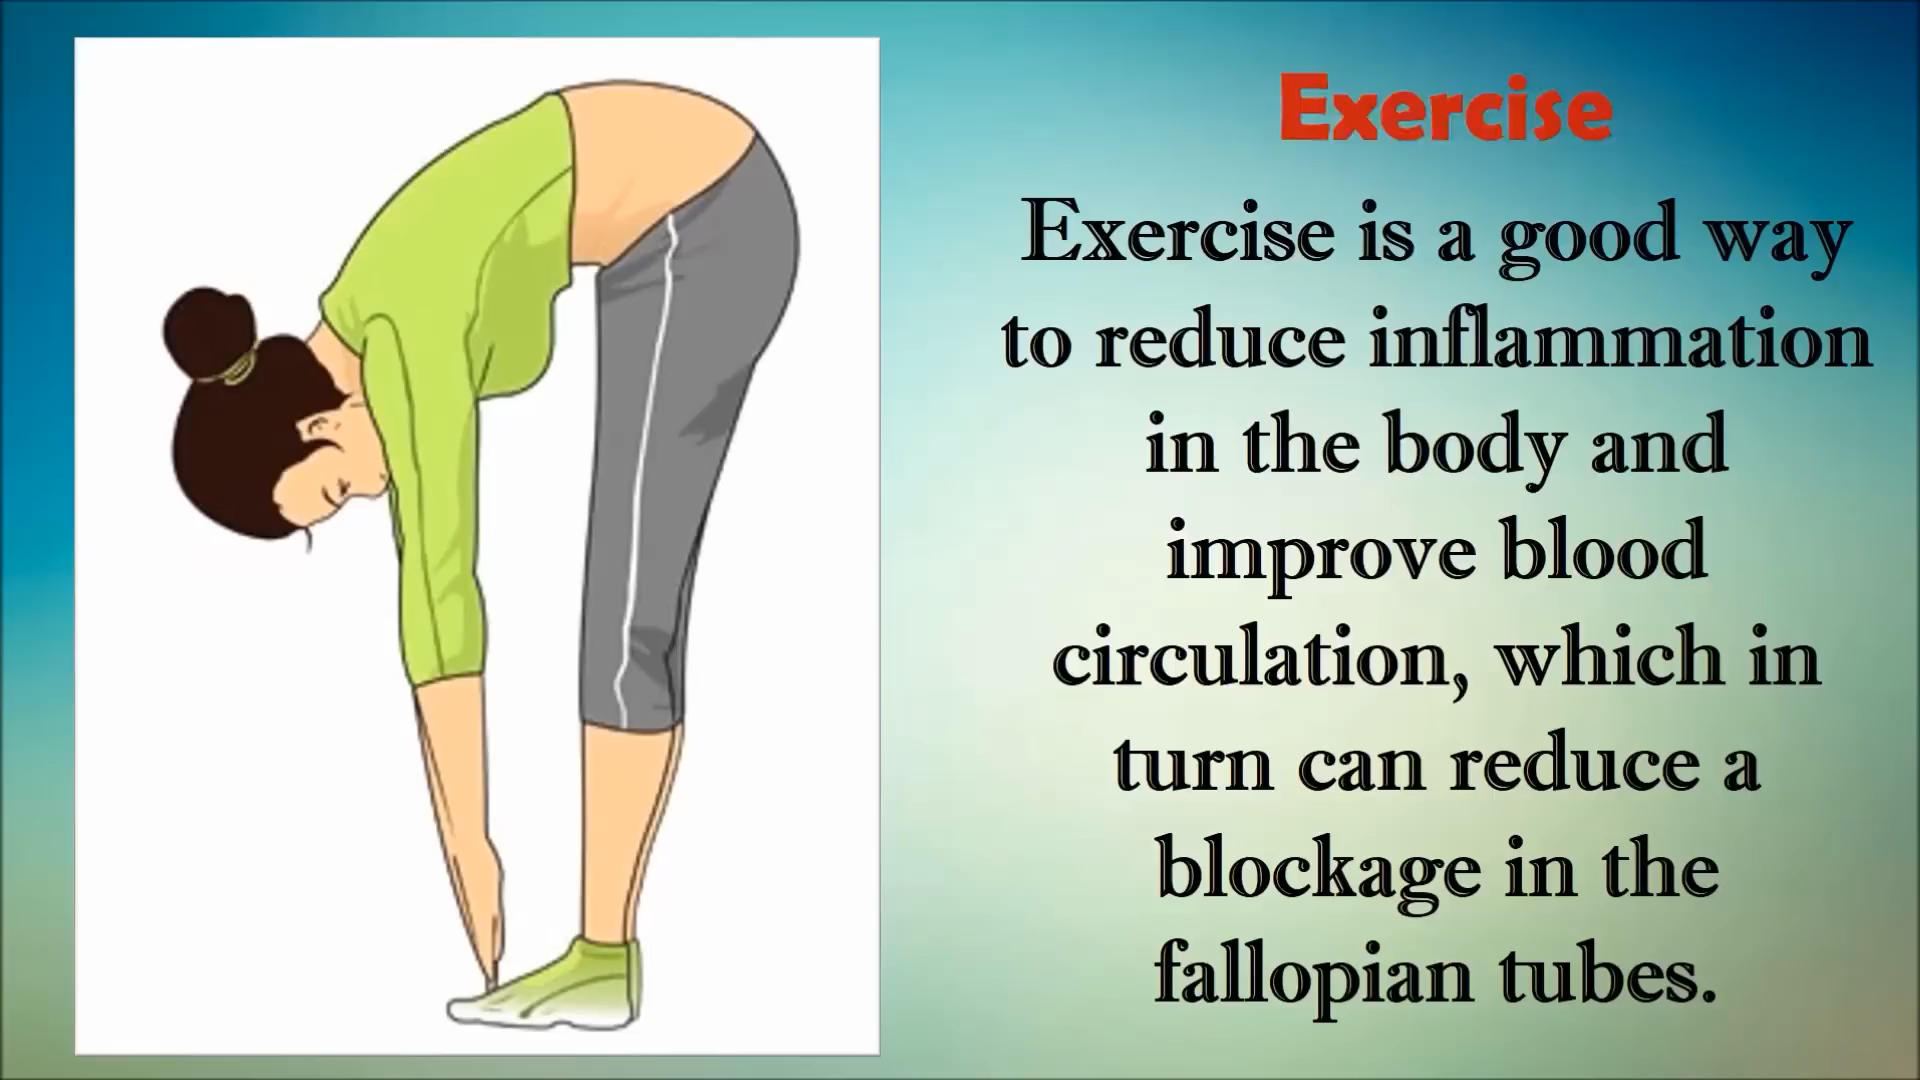 Exercise
Exercise is a good way
to reduce inflammation
in the body and
improve blood
circulation, which in
turn can reduce a
blockage in the
fallopian tubes.